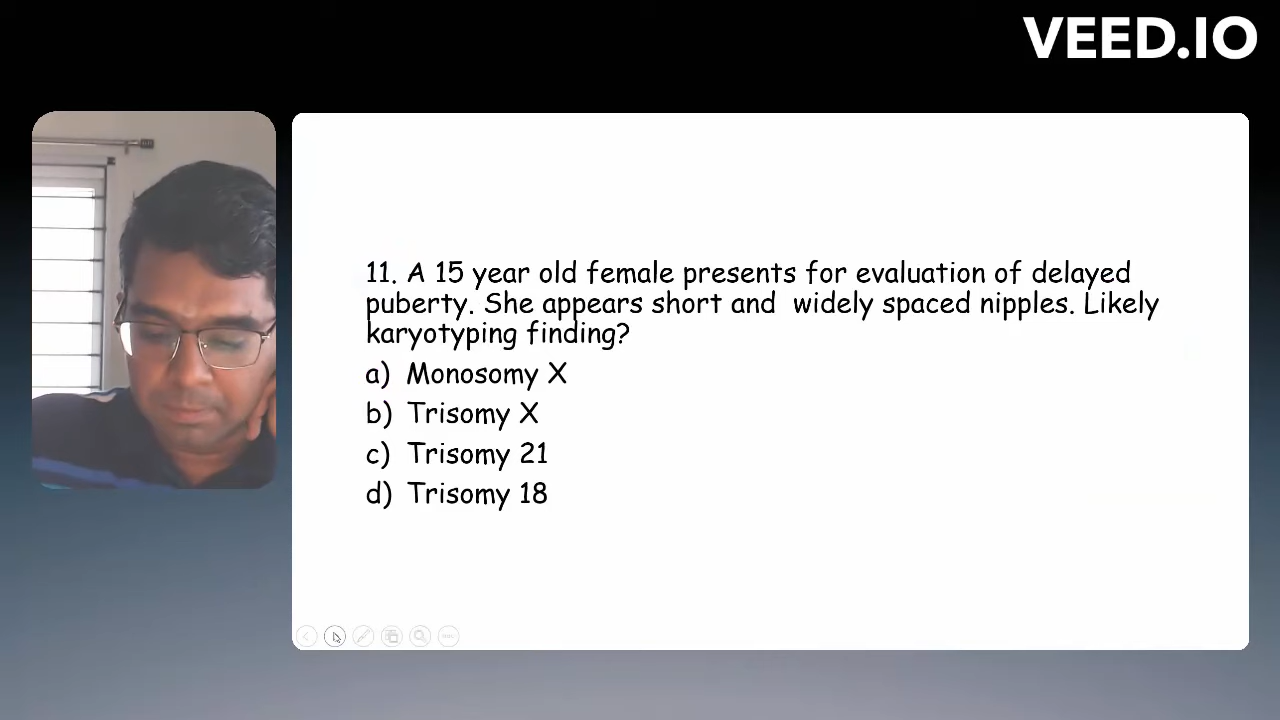 VEED.IO
11. A 15 year old female presents for evaluation of delayed
puberty. She appears short and  widely spaced nipples. Likely
karyotyping finding?
a) Monosomy X
b) Trisomy X
c) Trisomy 21
d) Trisomy 18